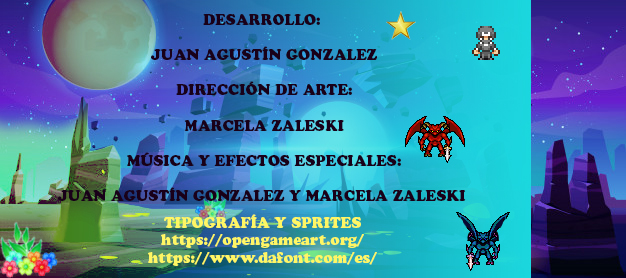 DESARROLLO:
JUAN AGUSTÍN GONZALEZ
DIRECCIÓN DE ARTE:
MARCELA ZALESKI
MÚSICA Y EFECTOS ESPECIALES:
JUAN AGUSTÍN GONZALEZ Y MARCELA ZALESKI
TIPOGRAFÍA Y SPRITES
https://opengameart.org/
https://www.dafont.com/es/